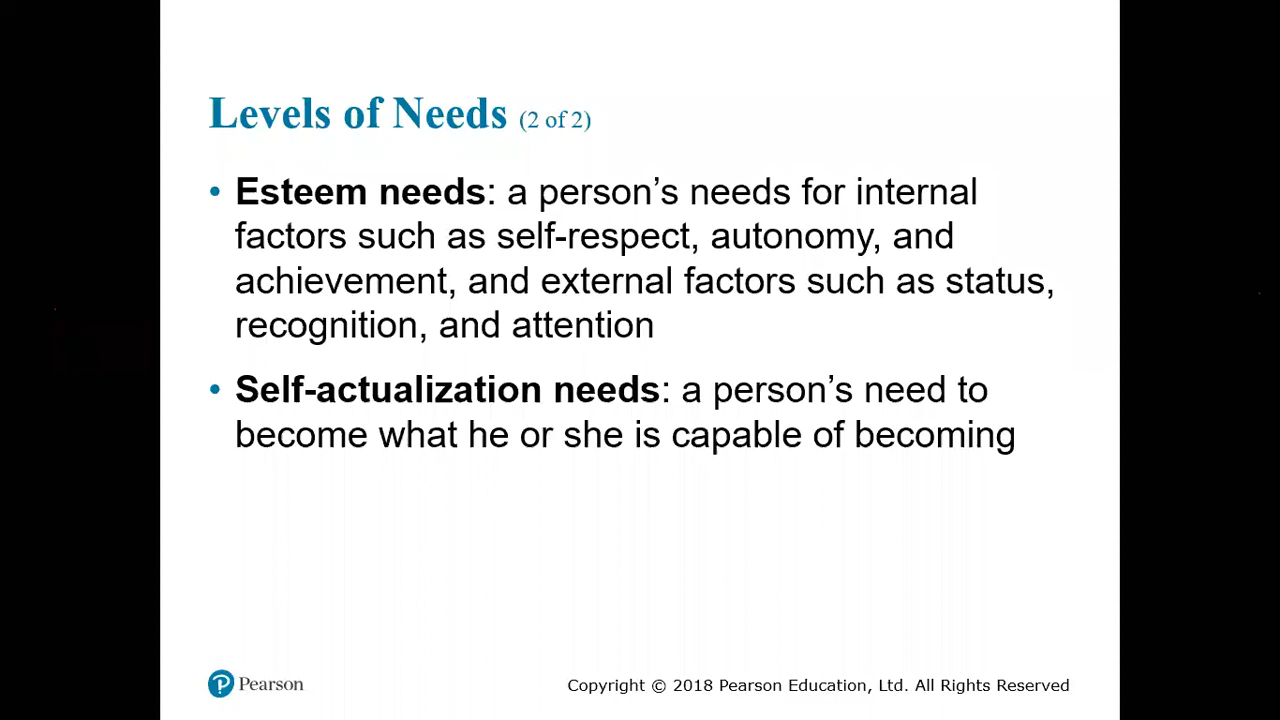 Levels of Needs (2 of 2)
• Esteem needs: a person’s needs for internal
factors such as self-respect, autonomy, and
achievement, and external factors such as status,
recognition, and attention
• Self-actualization needs: a person’s need to
become what he or she is capable of becoming
Pearson
Copyright © 2018 Pearson Education, Ltd. All Rights Reserved